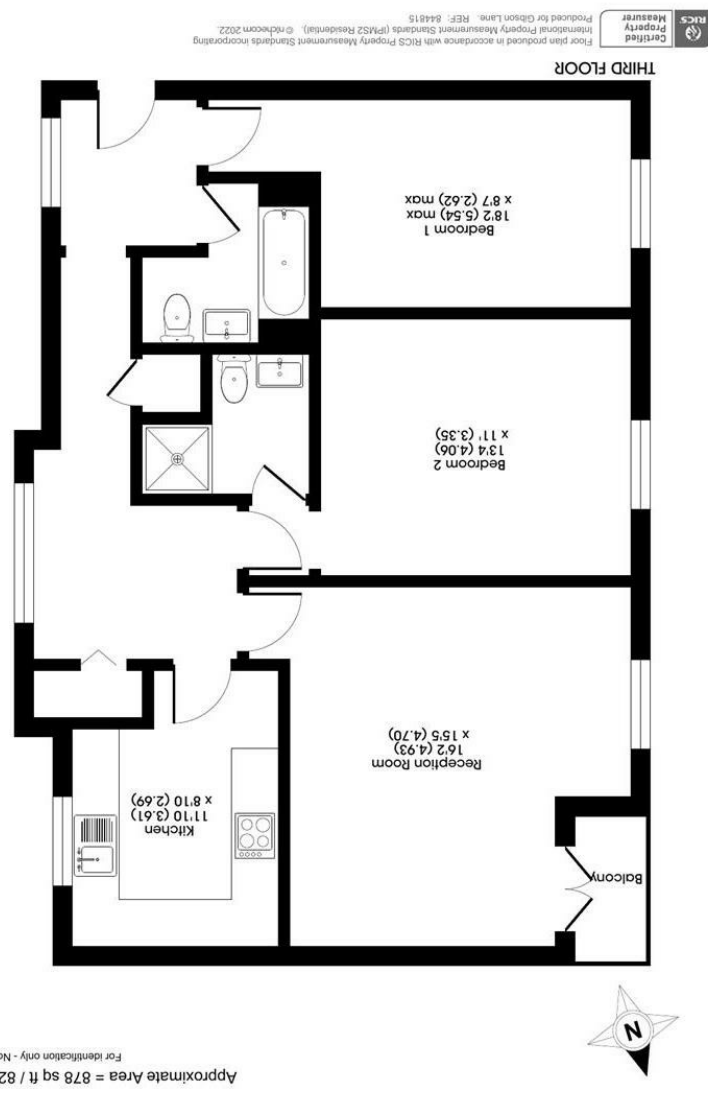 Approximate Area = 878 sq ft / 82
For identification only - No
N
Balcony
Reception Room
16'2 (4.93)
x 15'5 (4.70)
Kitchen
11'10 (3.61)
x 8'10 (2.69)
Bedroom 2
13'4 (4.06)
x 11' (3.35)
Bedroom 1
18'2 (5.54) max
x 8'7 (2.62) max
THIRD FLOOR
RICS
Certified
Property
Measurer
Floor plan produced in accordance with RICS Property Measurement Standards incorporating
International Property Measurement Standards (IPMS2 Residential). © nichecom 2022.
Produced for Gibson Lane. REF: 844815